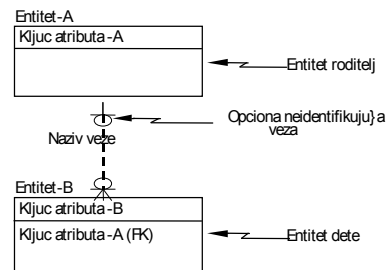 Entitet-A
Kljuc atributa-A
Entitet roditelj
Opciona neidentifikuju}a
veza
Naziv veze
Entitet-B
Kljuc atributa-B
Kljuc atributa-A (FK)
Entitet dete